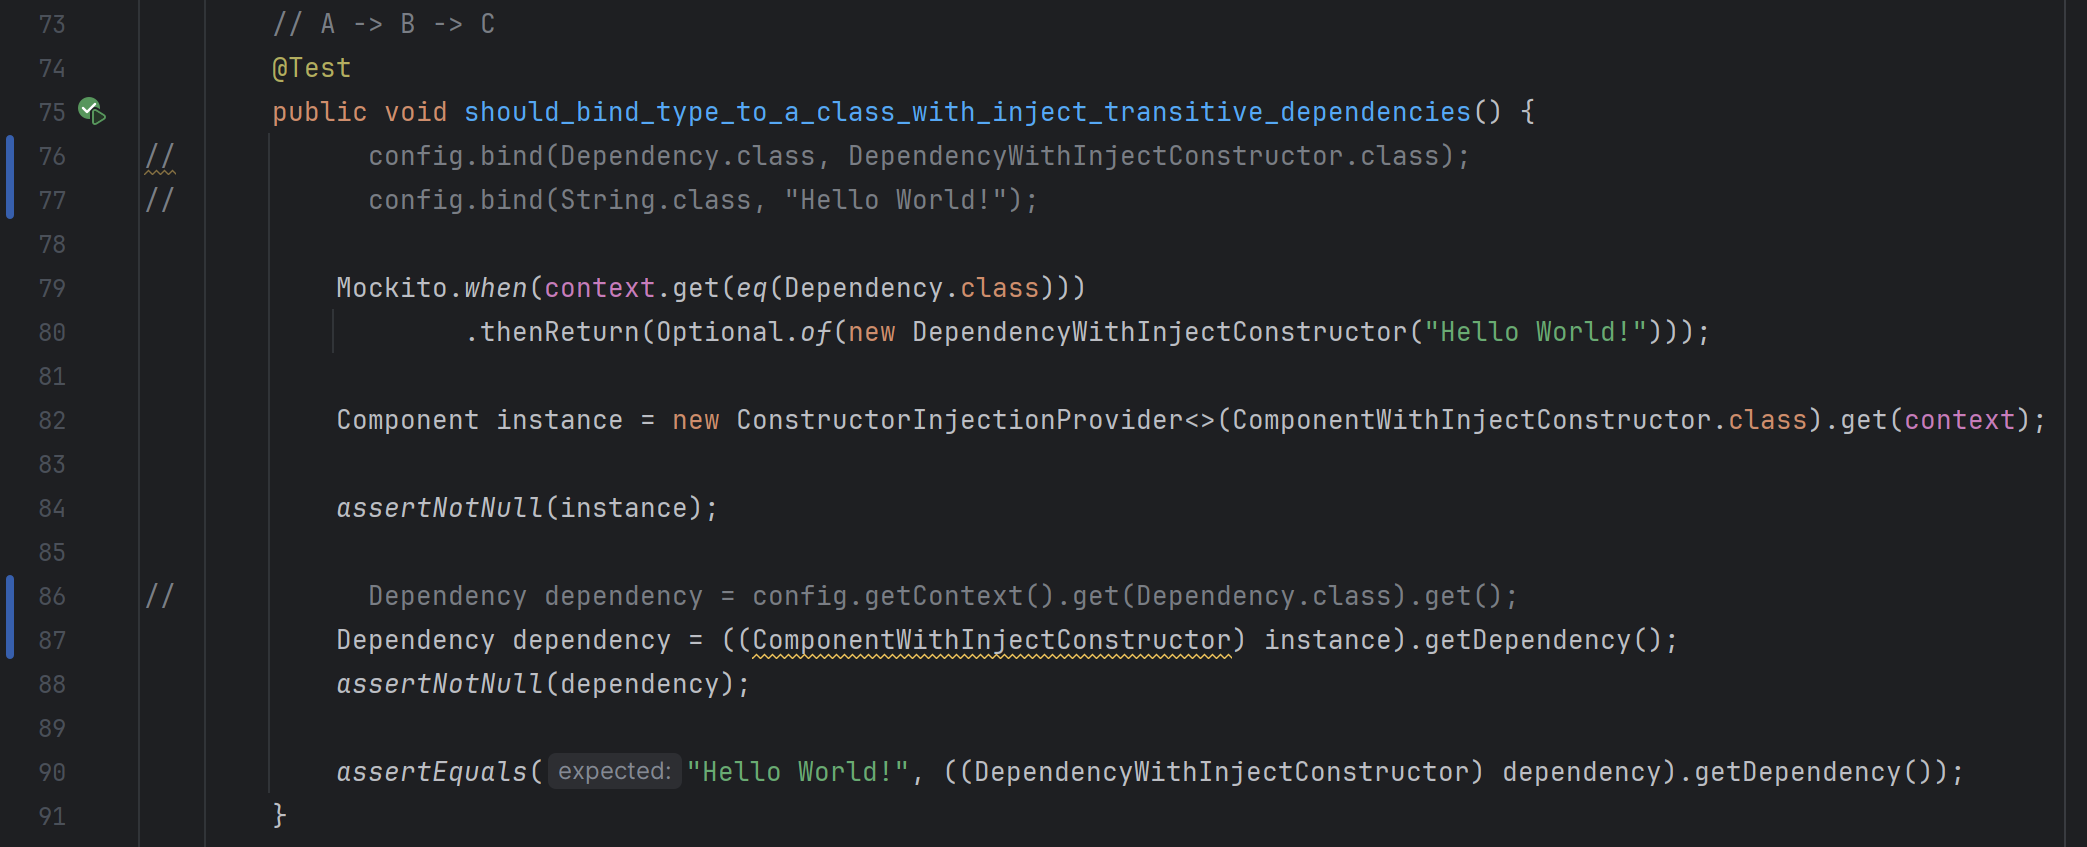 73 // A -> B -> C
74 @Test
75 public void should_bind_type_to_a_class_with_inject_transitive_dependencies() {
76 // config.bind(Dependency.class, DependencyWithInjectConstructor.class);
77 // config.bind(String.class, "Hello World!");
78
79 Mockito.when(context.get(eq(Dependency.class)))
80 .thenReturn(Optional.of(new DependencyWithInjectConstructor("Hello World!")));
81
82 Component instance = new ConstructorInjectionProvider<>(ComponentWithInjectConstructor.class).get(context);
83
84 assertNotNull(instance);
85
86 // Dependency dependency = config.getContext().get(Dependency.class).get();
87 Dependency dependency = ((ComponentWithInjectConstructor) instance).getDependency();
88 assertNotNull(dependency);
89
90 assertEquals( expected: "Hello World!", ((DependencyWithInjectConstructor) dependency).getDependency());
91 }